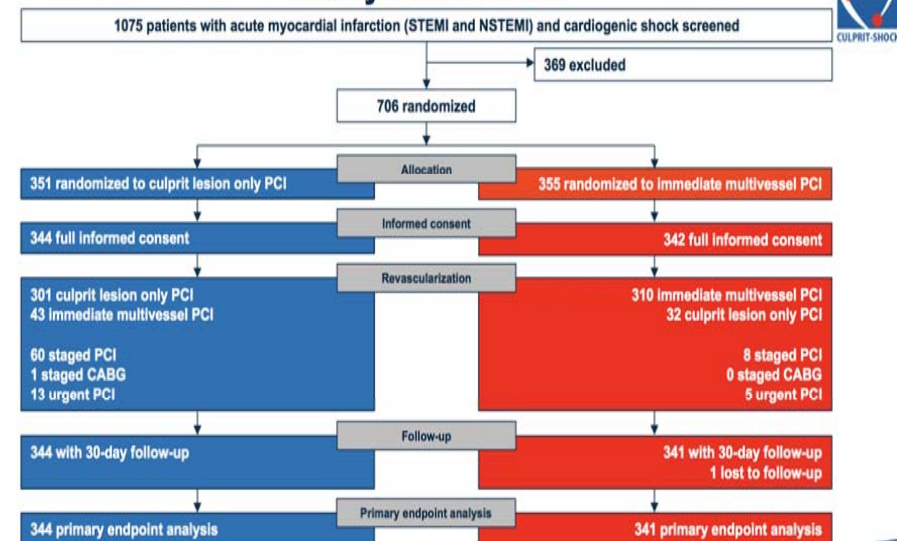 CULPRIT-SHOCK
1075 patients with acute myocardial infarction (STEMI and NSTEMI) and cardiogenic shock screened
369 excluded
706 randomized
Allocation
351 randomized to culprit lesion only PCI
355 randomized to immediate multivessel PCI
Informed consent
344 full informed consent
342 full informed consent
Revascularization
301 culprit lesion only PCI
43 immediate multivessel PCI
60 staged PCI
1 staged CABG
13 urgent PCI
310 immediate multivessel PCI
32 culprit lesion only PCI
8 staged PCI
0 staged CABG
5 urgent PCI
Follow-up
344 with 30-day follow-up
341 with 30-day follow-up
1 lost to follow-up
Primary endpoint analysis
344 primary endpoint analysis
341 primary endpoint analysis